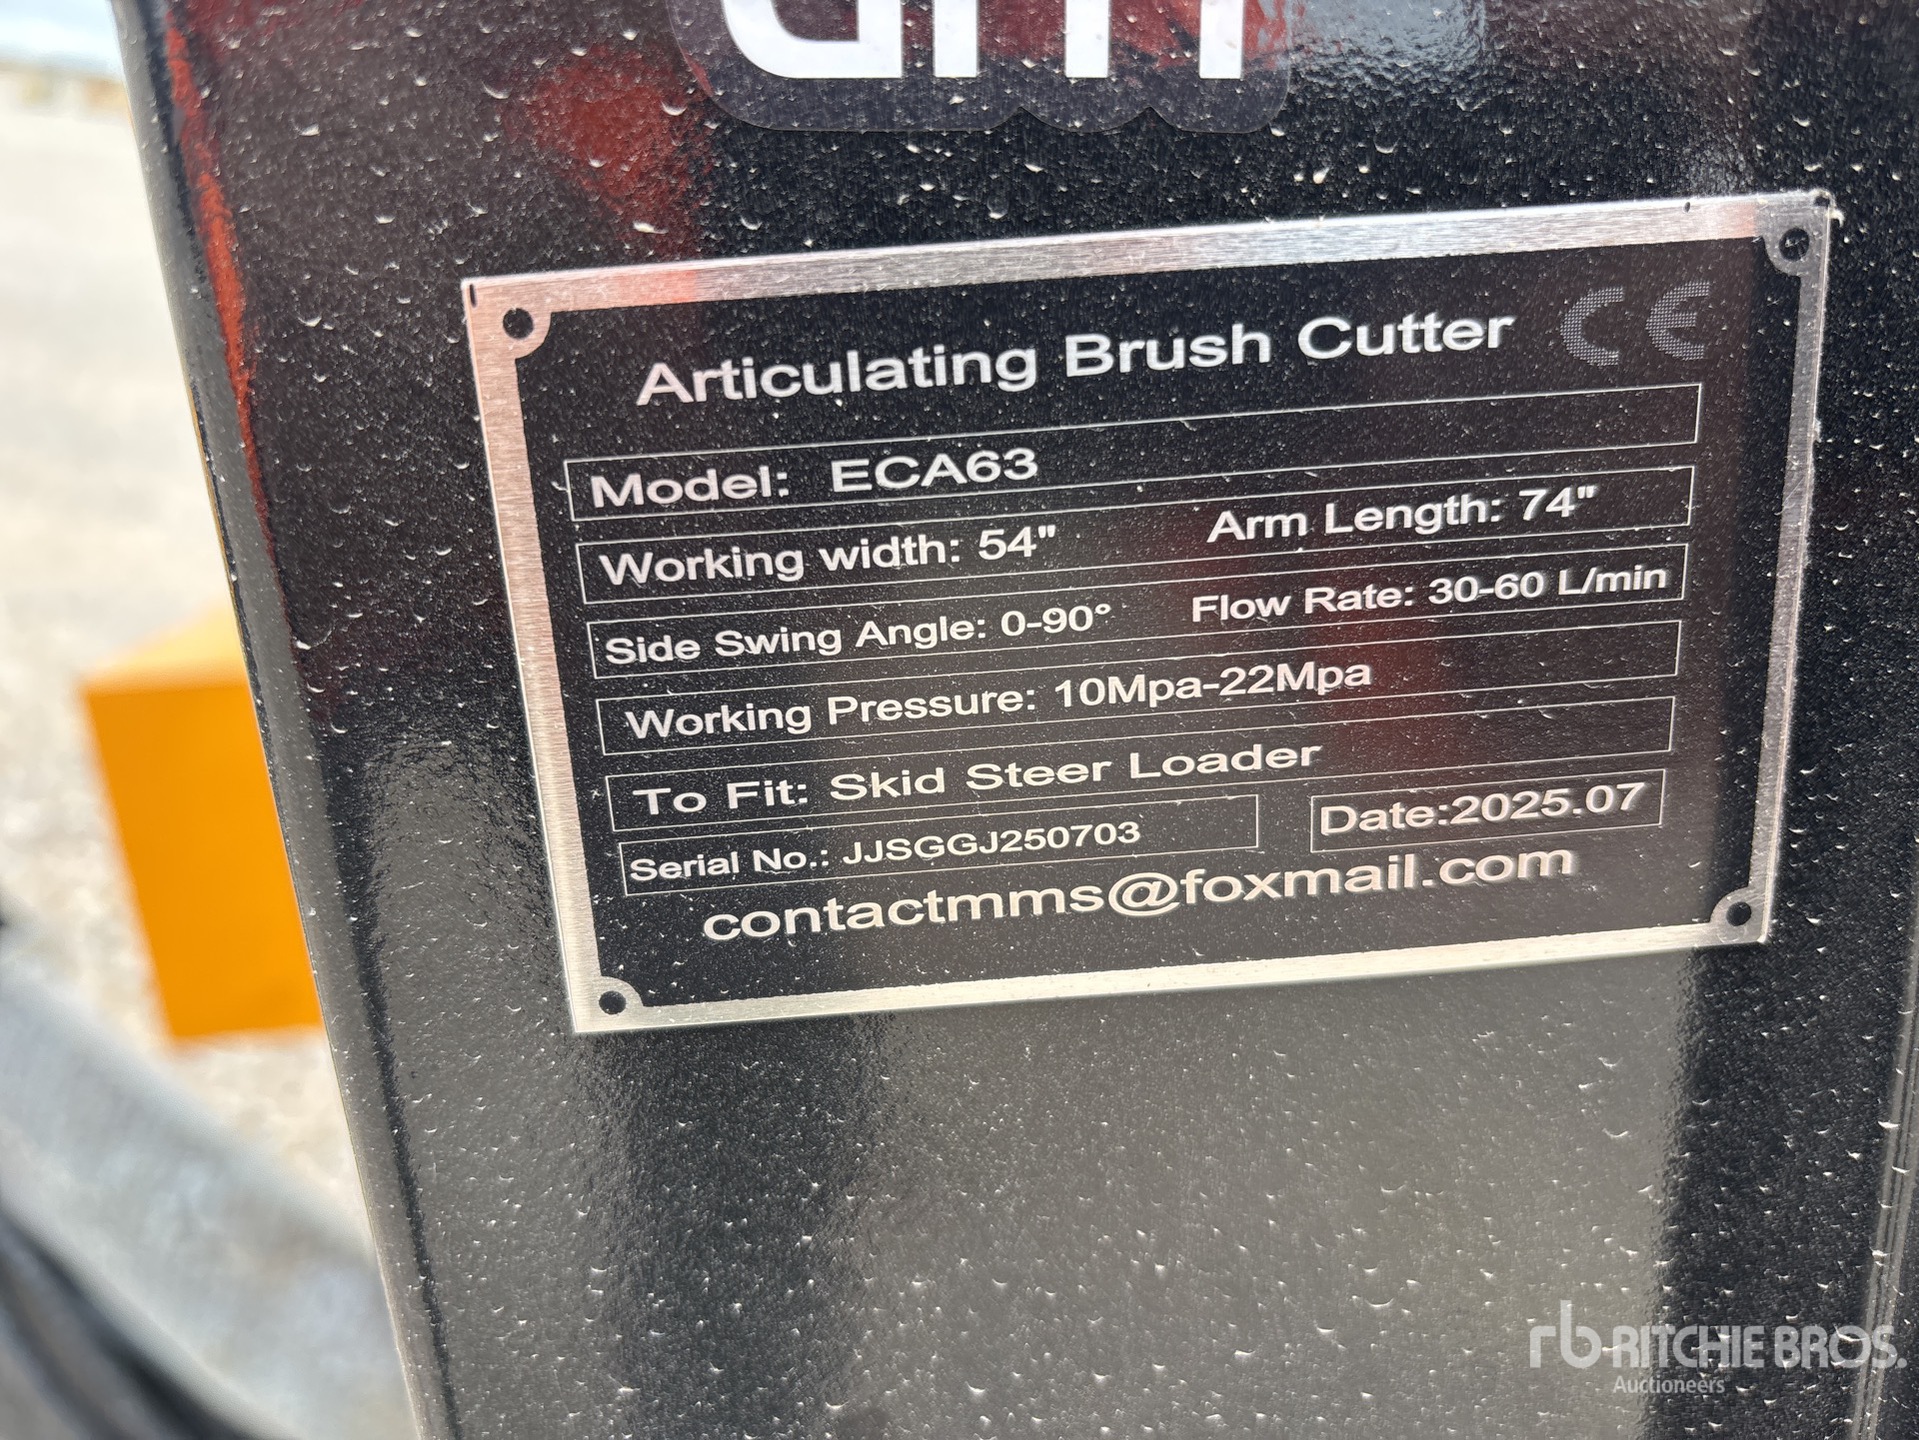 Articulating Brush Cutter CE
Model: ECA63
Working width: 54" Arm Length: 74"
Side Swing Angle: 0-90° Flow Rate: 30-60 L/min
Working Pressure: 10Mpa-22Mpa
To Fit: Skid Steer Loader
Serial No.: JJSGGJ250703 Date:2025.07
contactmms@foxmail.com
rb RITCHIE BROS.
Auctioneers